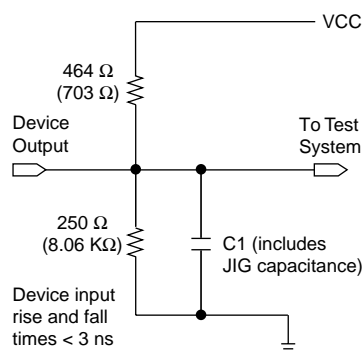 VCC
464 Ω
(703 Ω)
Device
Output
To Test
System
250 Ω
(8.06 KΩ)
C1 (includes
JIG capacitance)
Device input
rise and fall
times < 3 ns